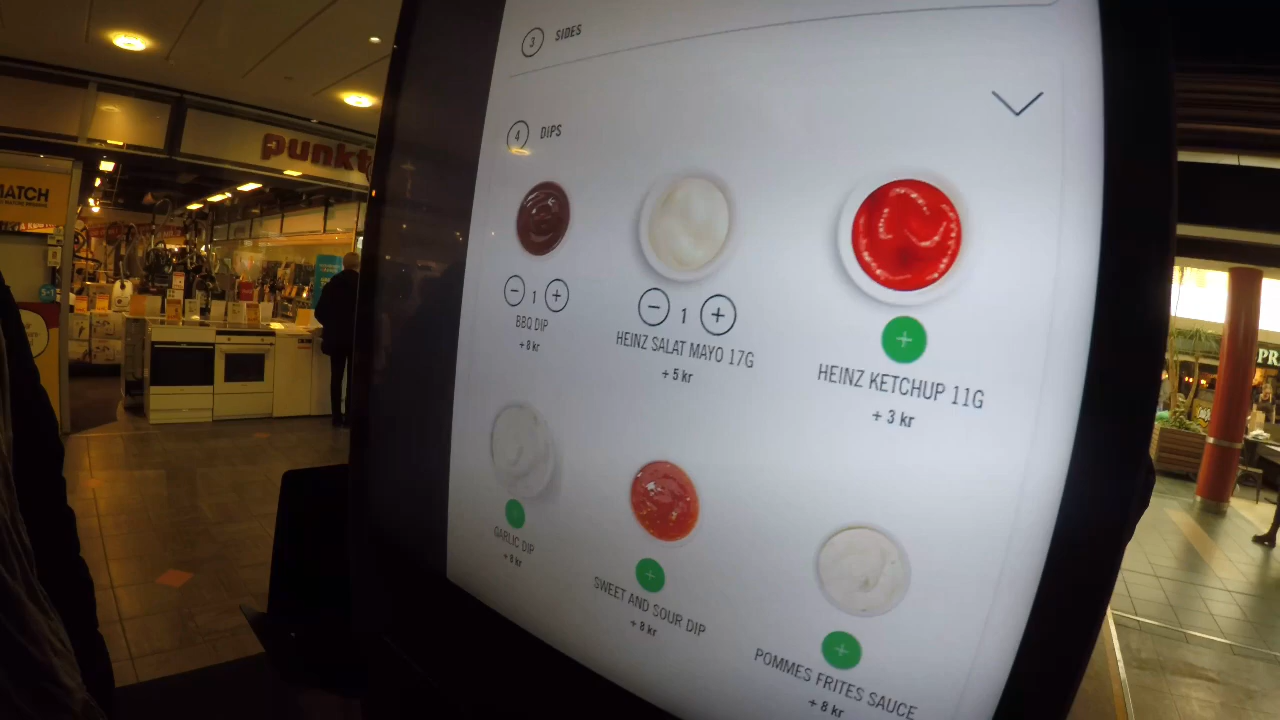 3 SIDES
4 DIPS
punkt
MATCH
− 1 +
BBQ DIP
+ 8 kr
− 1 +
HEINZ SALAT MAYO 17G
+ 5 kr
+
HEINZ KETCHUP 11G
+ 3 kr
+
GARLIC DIP
+ 8 kr
+
SWEET AND SOUR DIP
+ 8 kr
+
POMMES FRITES SAUCE
+ 8 kr
PR